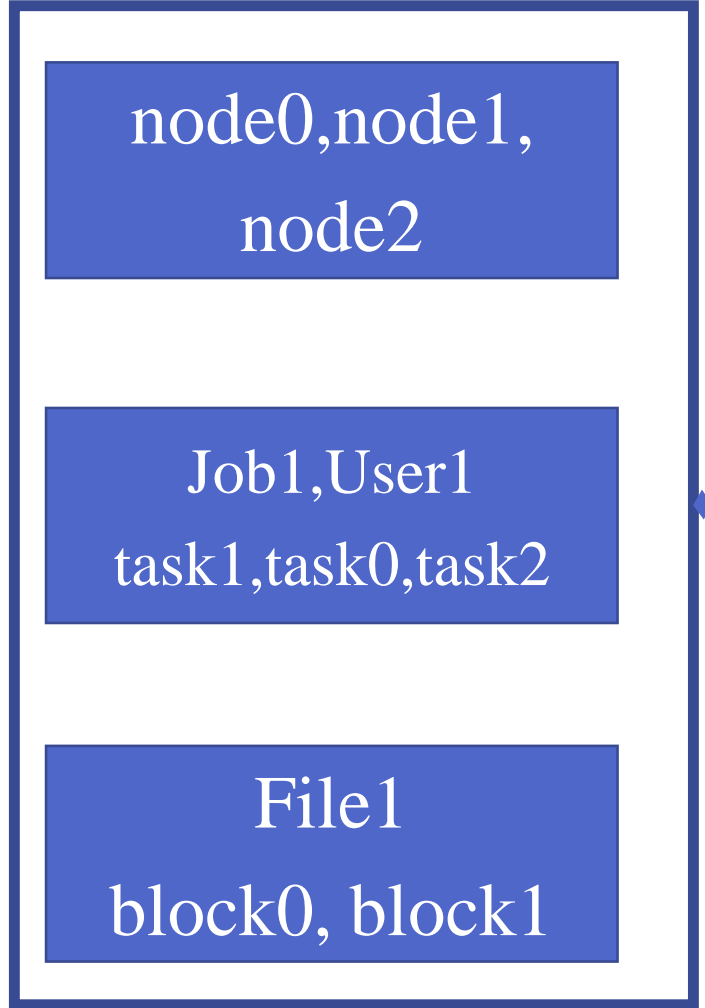 node0,node1,
node2
Job1,User1
task1,task0,task2
File1
block0, block1